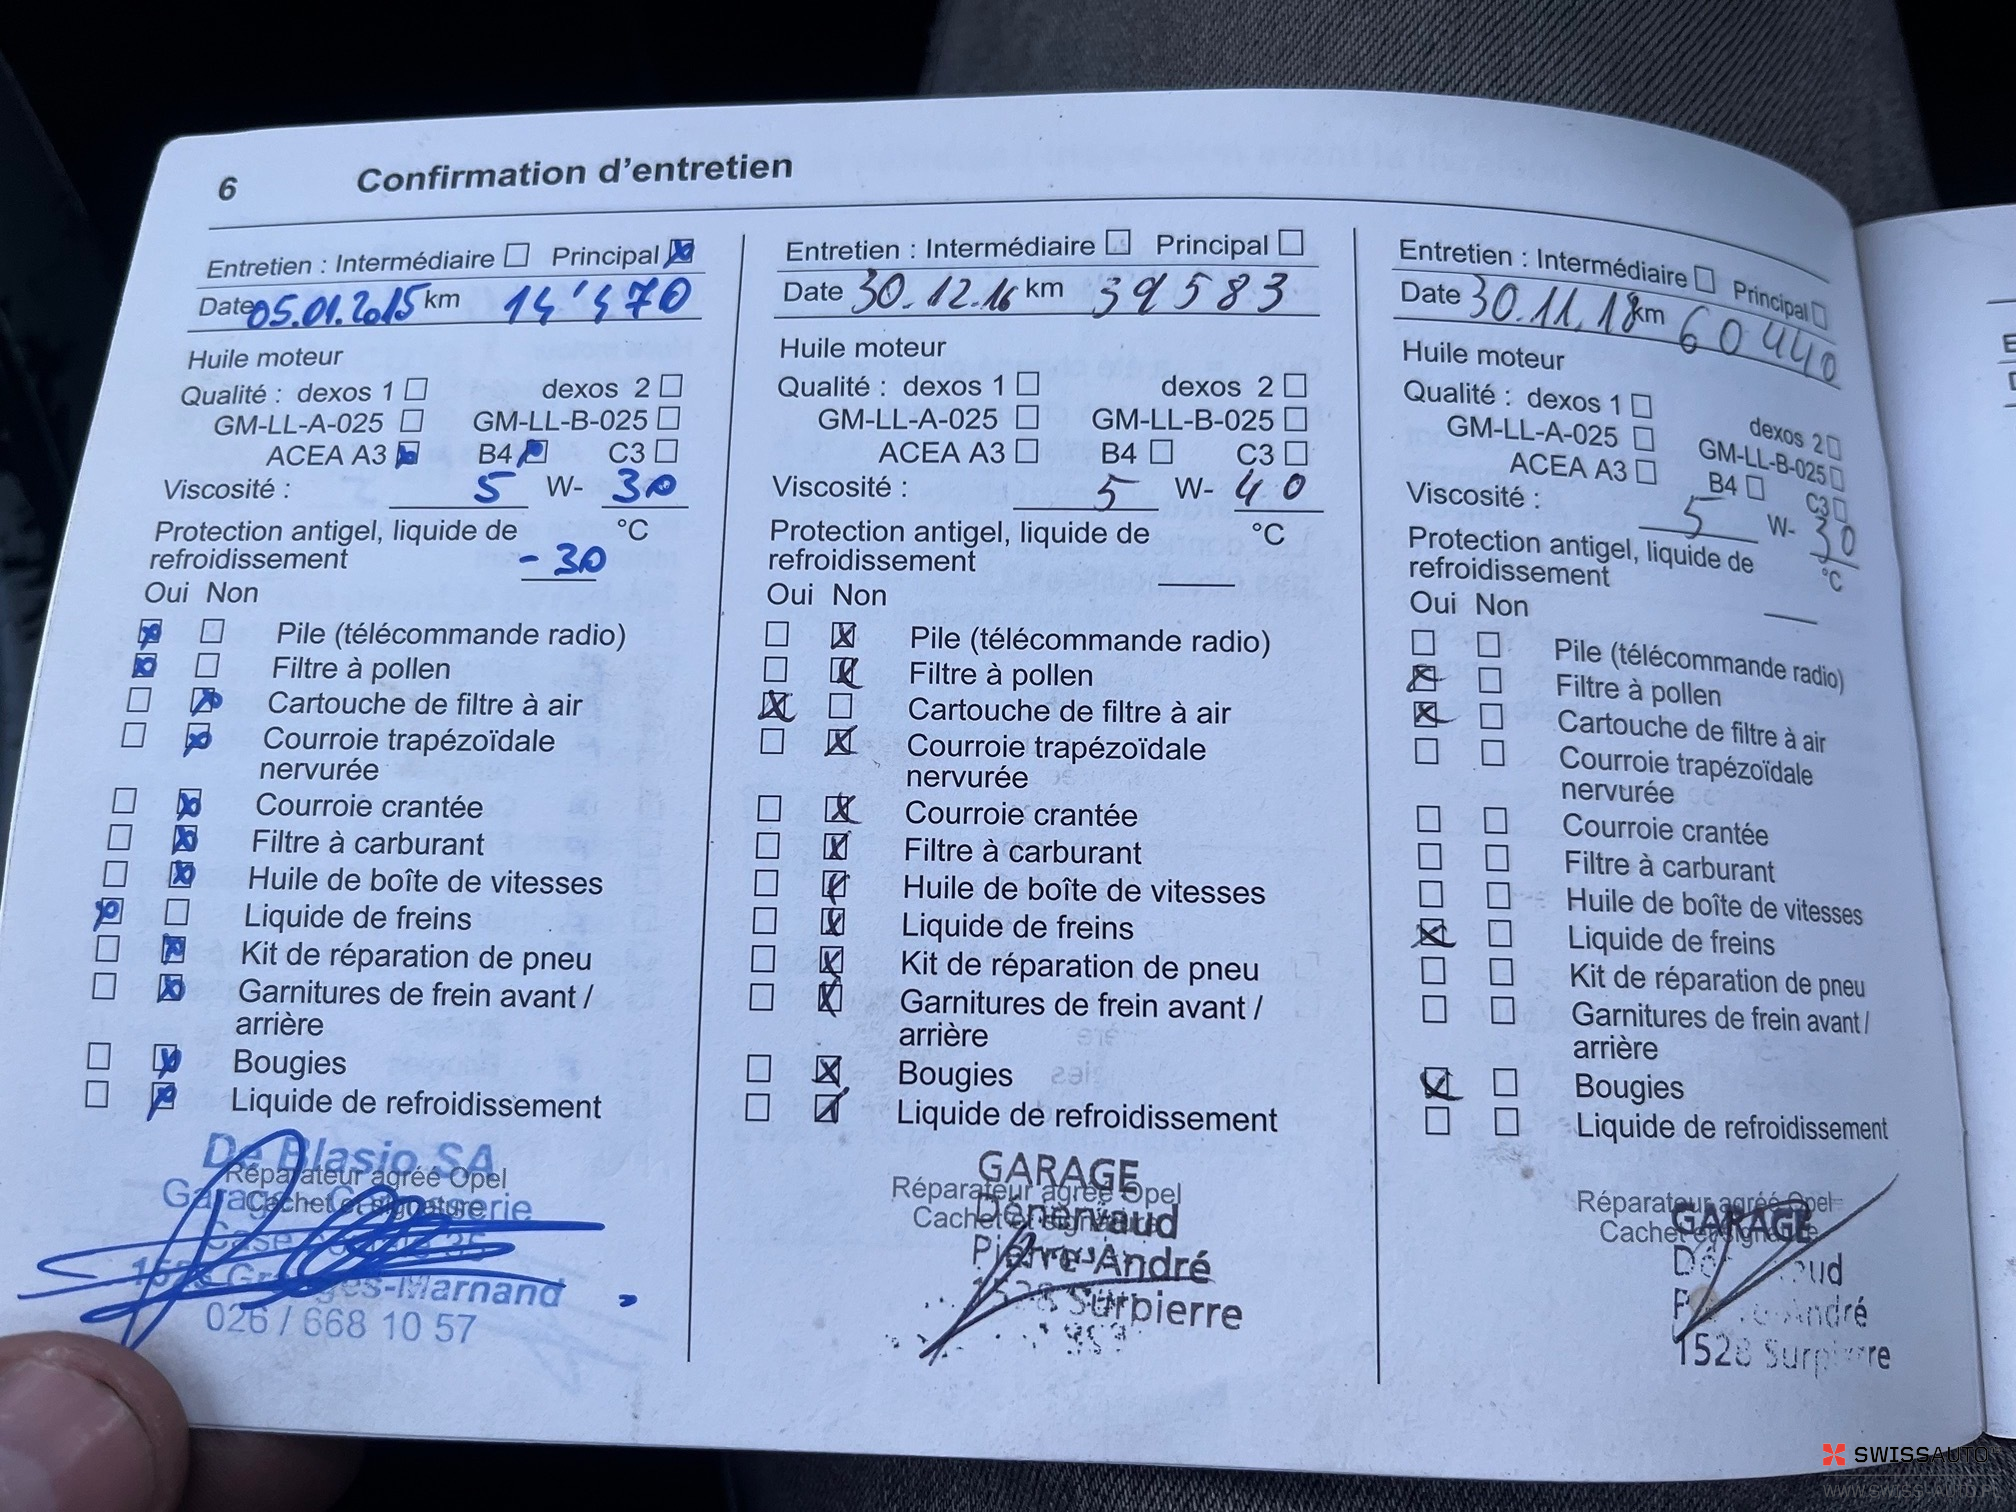 6 Confirmation d'entretien
Entretien : Intermédiaire Principal
Date 05.01.2015 km 14'470
Huile moteur
Qualité : dexos 1 dexos 2
GM-LL-A-025 GM-LL-B-025
ACEA A3 B4 C3
Viscosité : 5 W- 30
Protection antigel, liquide de °C
refroidissement -30
Oui Non
Pile (télécommande radio)
Filtre à pollen
Cartouche de filtre à air
Courroie trapézoïdale
nervurée
Courroie crantée
Filtre à carburant
Huile de boîte de vitesses
Liquide de freins
Kit de réparation de pneu
Garnitures de frein avant /
arrière
Bougies
Liquide de refroidissement
De Blasio SA
Réparateur agréé Opel
Cachet et signature
026 / 668 10 57
Entretien : Intermédiaire Principal
Date 30.12.16 km 39583
Huile moteur
Qualité : dexos 1 dexos 2
GM-LL-A-025 GM-LL-B-025
ACEA A3 B4 C3
Viscosité : 5 W- 40
Protection antigel, liquide de °C
refroidissement
Oui Non
Pile (télécommande radio)
Filtre à pollen
Cartouche de filtre à air
Courroie trapézoïdale
nervurée
Courroie crantée
Filtre à carburant
Huile de boîte de vitesses
Liquide de freins
Kit de réparation de pneu
Garnitures de frein avant /
arrière
Bougies
Liquide de refroidissement
GARAGE
Réparateur agréé Opel
Dénervaud
Cachet et signature
Pierre-André
1528 Surpierre
Entretien : Intermédiaire Principal
Date 30.11.18 km 60440
Huile moteur
Qualité : dexos 1 dexos 2
GM-LL-A-025 GM-LL-B-025
ACEA A3 B4 C3
Viscosité : 5 W- 30
Protection antigel, liquide de °C
refroidissement
Oui Non
Pile (télécommande radio)
Filtre à pollen
Cartouche de filtre à air
Courroie trapézoïdale
nervurée
Courroie crantée
Filtre à carburant
Huile de boîte de vitesses
Liquide de freins
Kit de réparation de pneu
Garnitures de frein avant /
arrière
Bougies
Liquide de refroidissement
Réparateur agréé Opel
GARAGE
Cachet et signature
1528 Surpierre
SWISSAUTO
WWW.SWISS-AUTO.PL